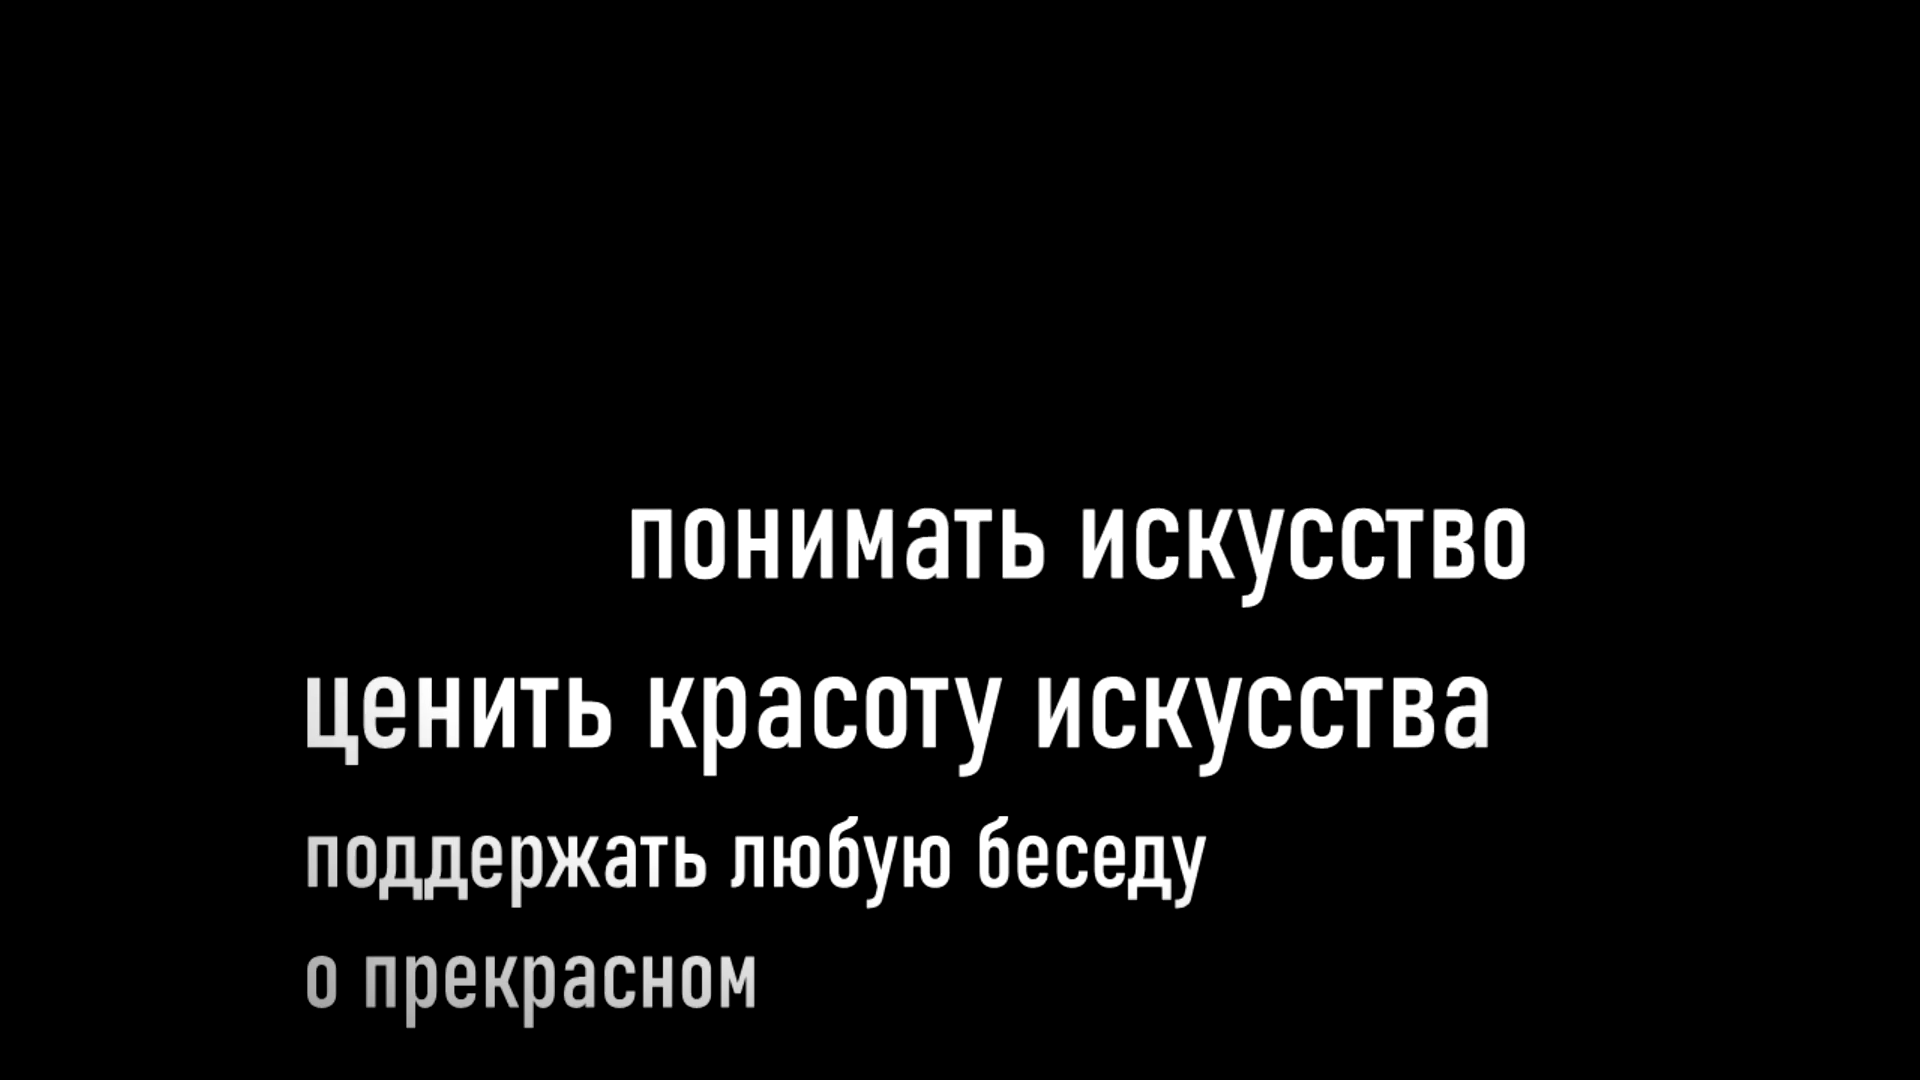 понимать искусство
ценить красоту искусства
поддержать любую беседу
о прекрасном